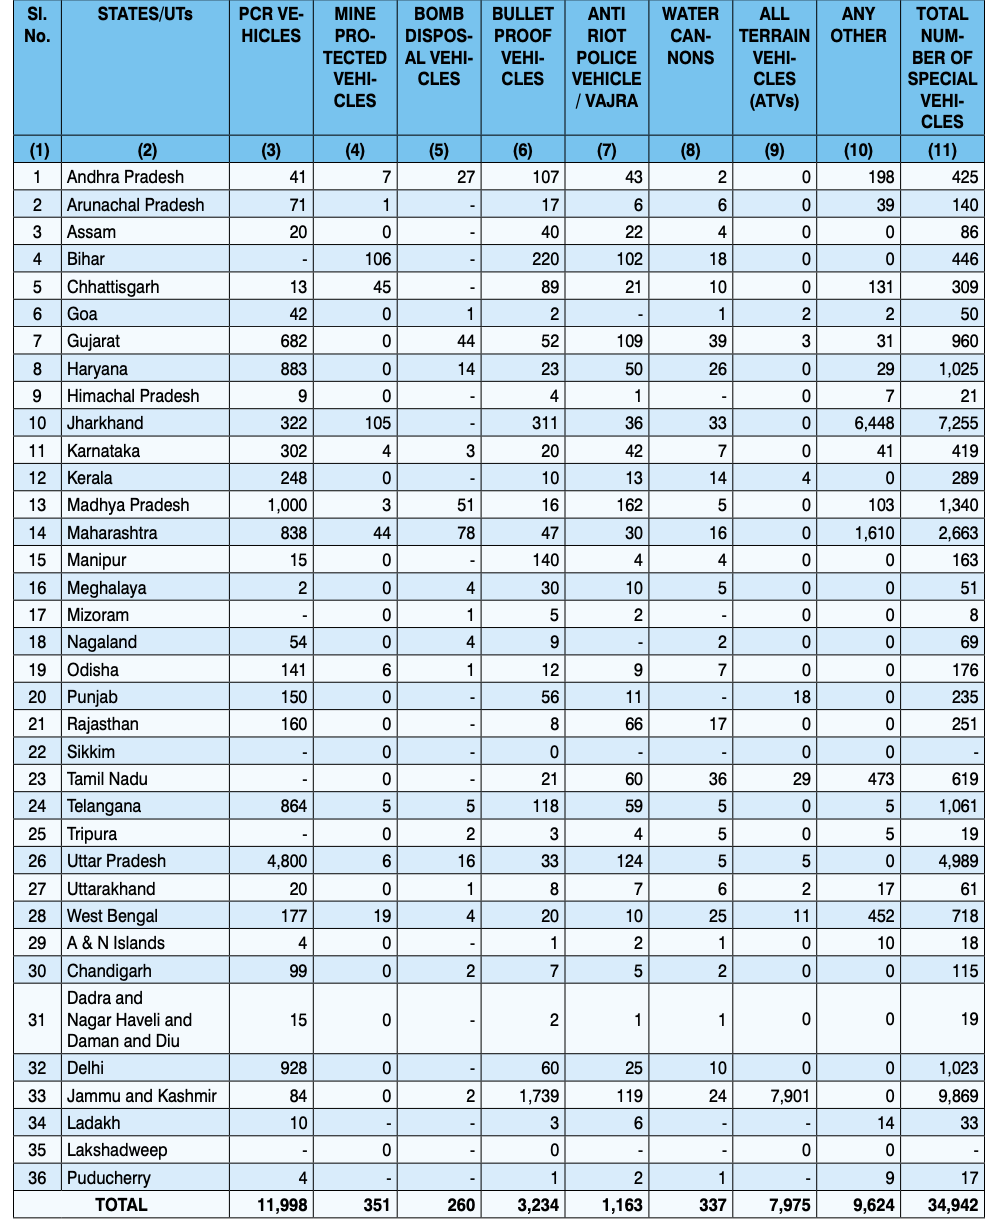 Sl. No. | STATES/UTs | PCR VE-HICLES | MINE PRO-TECTED VEHI-CLES | BOMB DISPOS-AL VEHI-CLES | BULLET PROOF VEHI-CLES | ANTI RIOT POLICE VEHICLE / VAJRA | WATER CAN-NONS | ALL TERRAIN VEHI-CLES (ATVs) | ANY OTHER | TOTAL NUM-BER OF SPECIAL VEHI-CLES
(1) (2) (3) (4) (5) (6) (7) (8) (9) (10) (11)
1 Andhra Pradesh 41 7 27 107 43 2 0 198 425
2 Arunachal Pradesh 71 1 - 17 6 6 0 39 140
3 Assam 20 0 - 40 22 4 0 0 86
4 Bihar - 106 - 220 102 18 0 0 446
5 Chhattisgarh 13 45 - 89 21 10 0 131 309
6 Goa 42 0 1 2 - 1 2 2 50
7 Gujarat 682 0 44 52 109 39 3 31 960
8 Haryana 883 0 14 23 50 26 0 29 1,025
9 Himachal Pradesh 9 0 - 4 1 - 0 7 21
10 Jharkhand 322 105 - 311 36 33 0 6,448 7,255
11 Karnataka 302 4 3 20 42 7 0 41 419
12 Kerala 248 0 - 10 13 14 4 0 289
13 Madhya Pradesh 1,000 3 51 16 162 5 0 103 1,340
14 Maharashtra 838 44 78 47 30 16 0 1,610 2,663
15 Manipur 15 0 - 140 4 4 0 0 163
16 Meghalaya 2 0 4 30 10 5 0 0 51
17 Mizoram - 0 1 5 2 - 0 0 8
18 Nagaland 54 0 4 9 - 2 0 0 69
19 Odisha 141 6 1 12 9 7 0 0 176
20 Punjab 150 0 - 56 11 - 18 0 235
21 Rajasthan 160 0 - 8 66 17 0 0 251
22 Sikkim - 0 - 0 - - 0 0 -
23 Tamil Nadu - 0 - 21 60 36 29 473 619
24 Telangana 864 5 5 118 59 5 0 5 1,061
25 Tripura - 0 2 3 4 5 0 5 19
26 Uttar Pradesh 4,800 6 16 33 124 5 5 0 4,989
27 Uttarakhand 20 0 1 8 7 6 2 17 61
28 West Bengal 177 19 4 20 10 25 11 452 718
29 A & N Islands 4 0 - 1 2 1 0 10 18
30 Chandigarh 99 0 2 7 5 2 0 0 115
Dadra and
31 Nagar Haveli and 15 0 - 2 1 1 0 0 19
Daman and Diu
32 Delhi 928 0 - 60 25 10 0 0 1,023
33 Jammu and Kashmir 84 0 2 1,739 119 24 7,901 0 9,869
34 Ladakh 10 - - 3 6 - - 14 33
35 Lakshadweep - 0 - 0 - - 0 0 -
36 Puducherry 4 - - 1 2 1 - 9 17
TOTAL 11,998 351 260 3,234 1,163 337 7,975 9,624 34,942